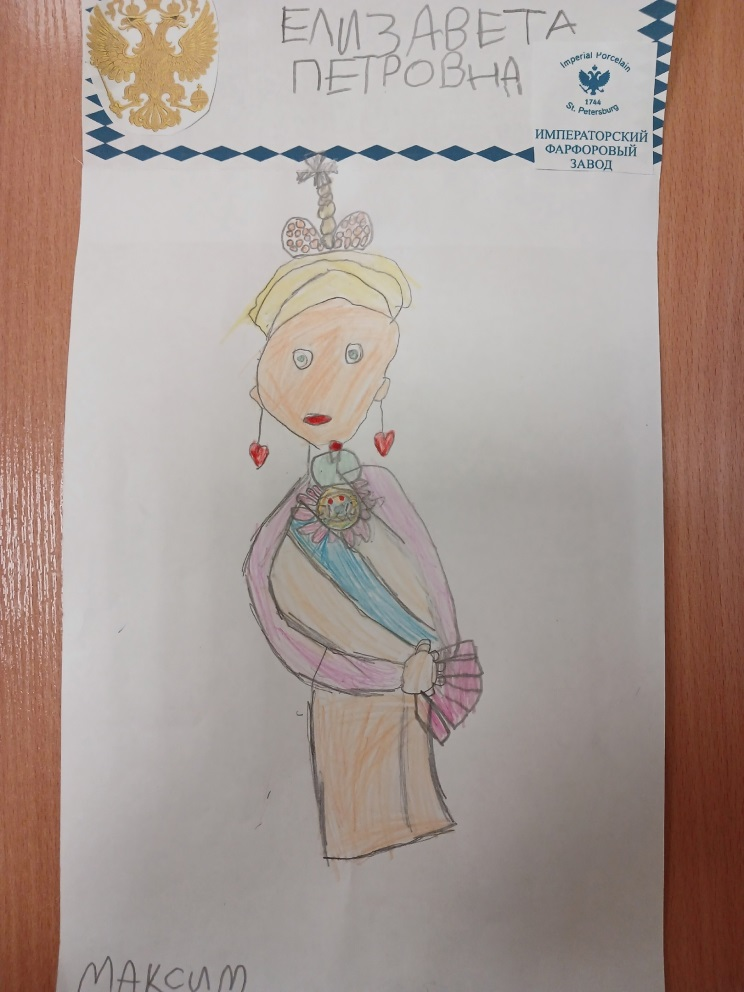 ЕЛИЗАВЕТА
ПЕТРОВНА
Imperial Porcelain
1744
St. Petersburg
ИМПЕРАТОРСКИЙ
ФАРФОРОВЫЙ
ЗАВОД
МАКСИМ